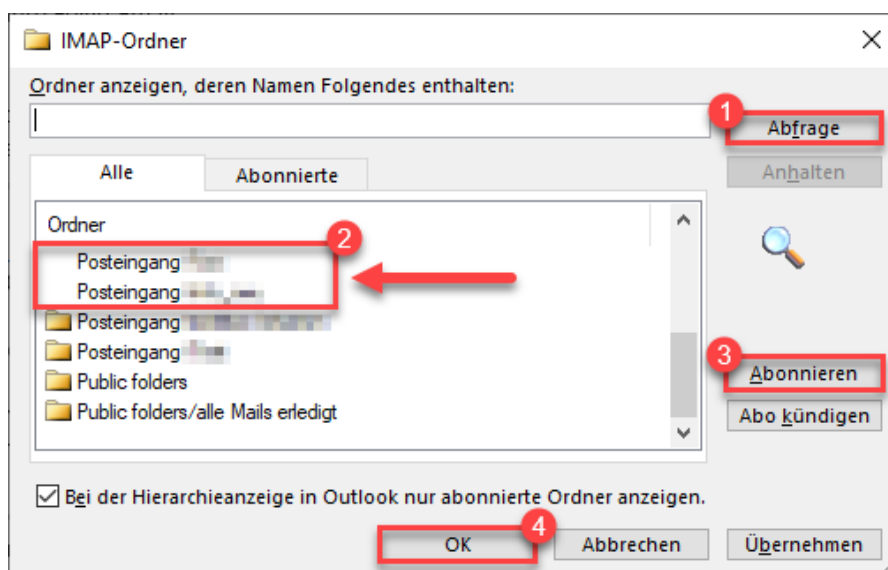 IMAP-Ordner
Ordner anzeigen, deren Namen Folgendes enthalten:
1
Abfrage
Alle
Abonnierte
Anhalten
Ordner
2
Posteingang
Posteingang
Posteingang
Posteingang
3
Public folders
Abonnieren
Public folders/alle Mails erledigt
Abo kündigen
Bei der Hierarchieanzeige in Outlook nur abonnierte Ordner anzeigen.
4
OK
Abbrechen
Übernehmen